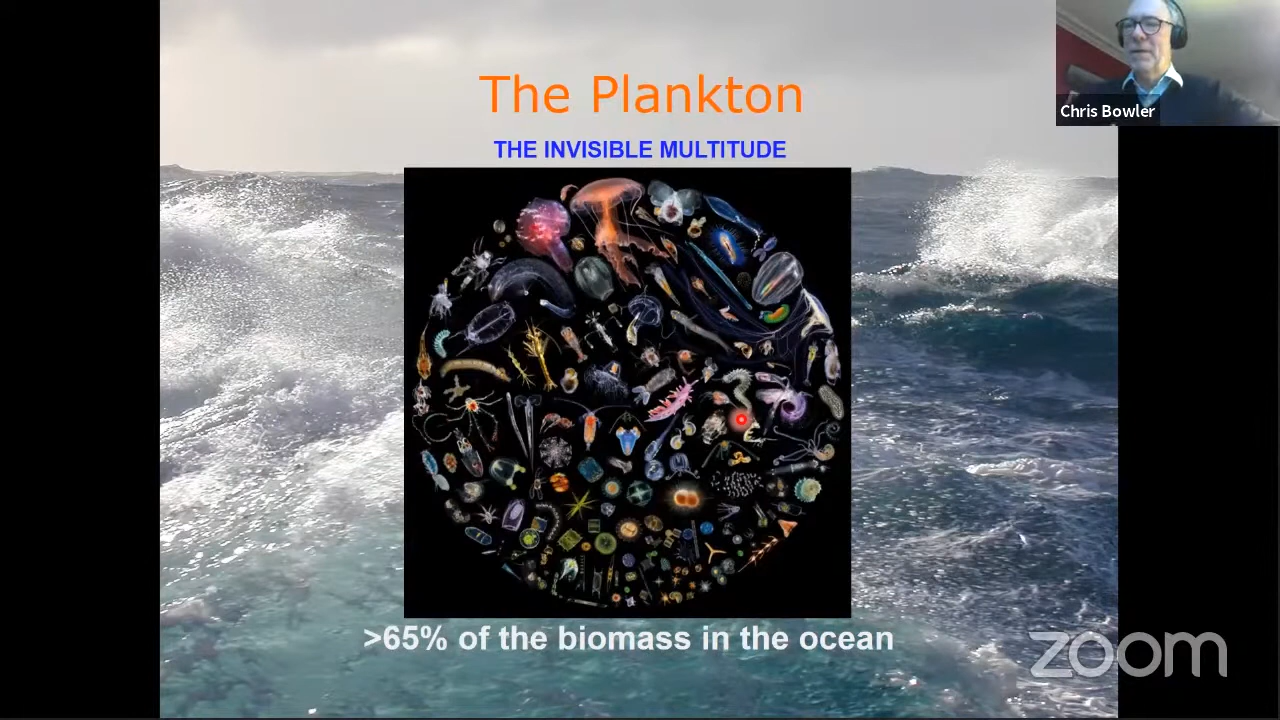 The Plankton
THE INVISIBLE MULTITUDE
>65% of the biomass in the ocean
Chris Bowler
zoom